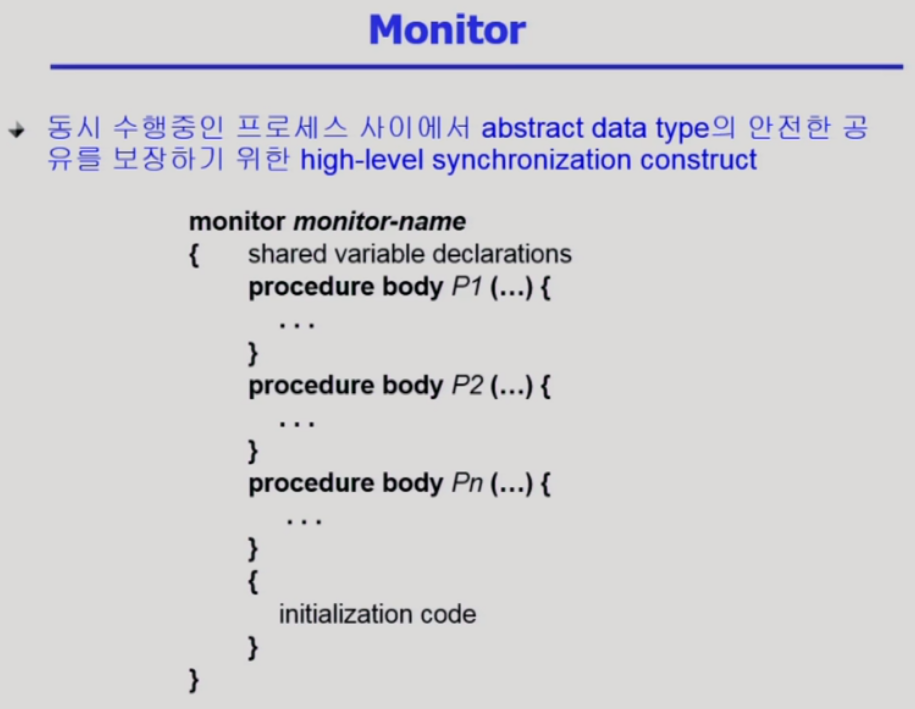 Monitor
동시 수행중인 프로세스 사이에서 abstract data type의 안전한 공
유를 보장하기 위한 high-level synchronization construct
monitor monitor-name
{ shared variable declarations
procedure body P1 (…) {
. . .
}
procedure body P2 (…) {
. . .
}
procedure body Pn (…) {
. . .
}
{
initialization code
}
}